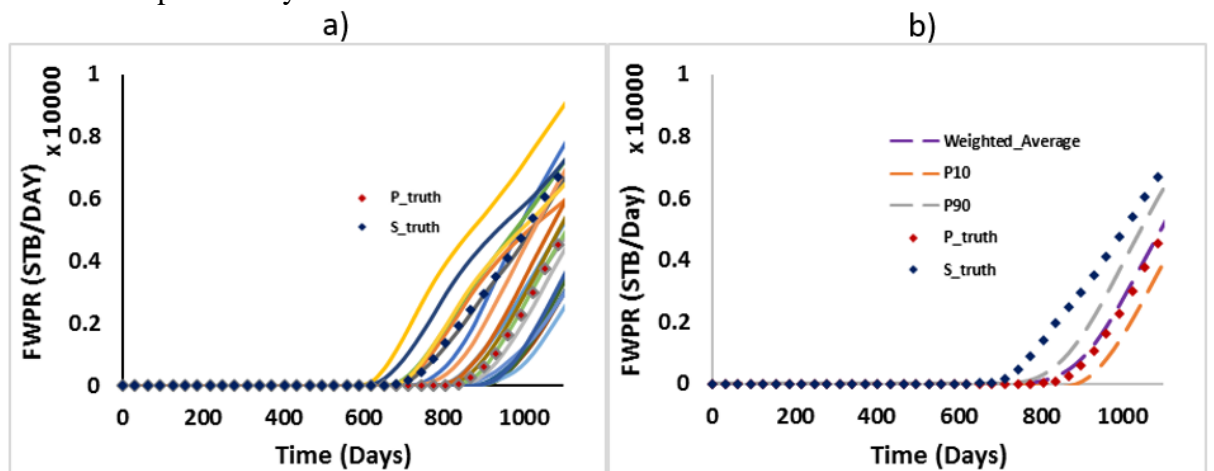 a)
b)
FWPR (STB/DAY)
x 10000
1
0.8
0.6
0.4
0.2
0
P_truth
S_truth
0 200 400 600 800 1000
Time (Days)
FWPR (STB/Day)
x 10000
1
0.8
0.6
0.4
0.2
0
Weighted_Average
P10
P90
P_truth
S_truth
0 200 400 600 800 1000
Time (Days)